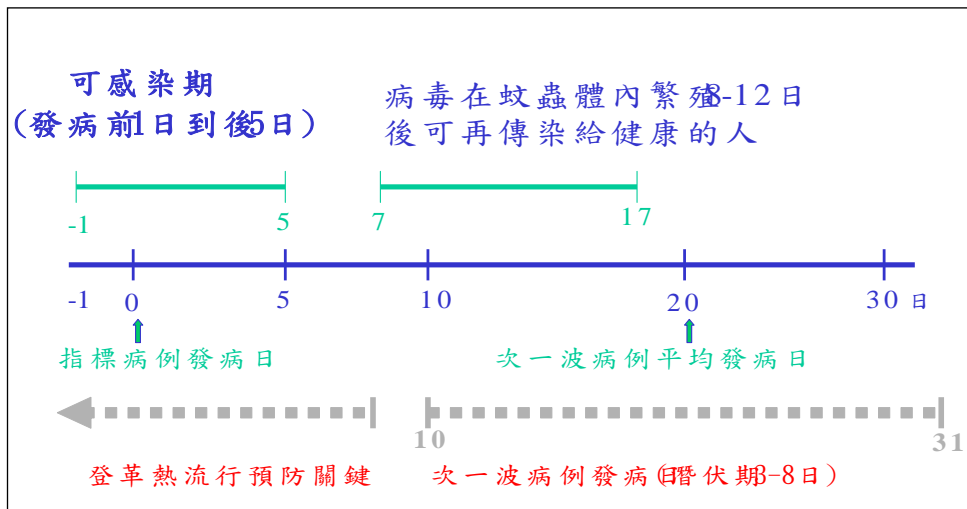 可感染期
(發病前1日到後5日)
病毒在蚊蟲體內繁殖8-12日
後可再傳染給健康的人
-1 5 7 17
-1 0 5 10 20 30 日
指標病例發病日 次一波病例平均發病日
10 31
登革熱流行預防關鍵 次一波病例發病日(潛伏期3-8日)